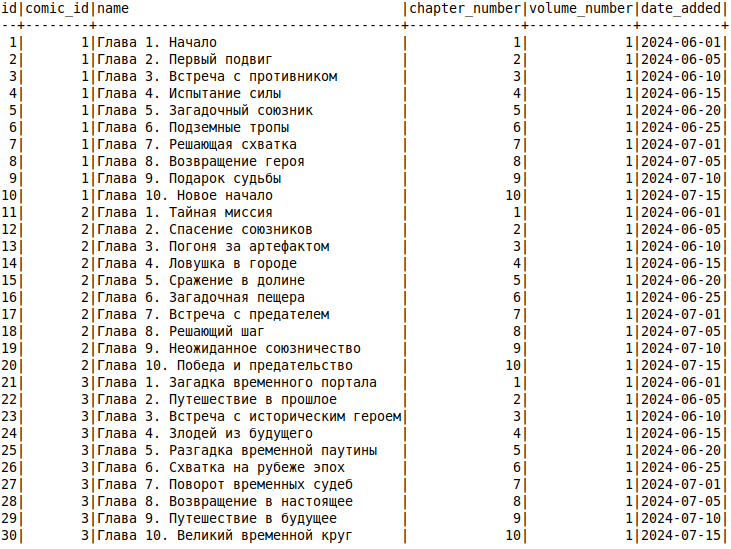 id|comic_id|name                                  |chapter_number|volume_number|date_added|
--+--------+--------------------------------------+--------------+-------------+----------+
 1|       1|Глава 1. Начало                       |             1|            1|2024-06-01|
 2|       1|Глава 2. Первый подвиг                |             2|            1|2024-06-05|
 3|       1|Глава 3. Встреча с противником        |             3|            1|2024-06-10|
 4|       1|Глава 4. Испытание силы               |             4|            1|2024-06-15|
 5|       1|Глава 5. Загадочный союзник           |             5|            1|2024-06-20|
 6|       1|Глава 6. Подземные тропы              |             6|            1|2024-06-25|
 7|       1|Глава 7. Решающая схватка             |             7|            1|2024-07-01|
 8|       1|Глава 8. Возвращение героя            |             8|            1|2024-07-05|
 9|       1|Глава 9. Подарок судьбы               |             9|            1|2024-07-10|
10|       1|Глава 10. Новое начало                |            10|            1|2024-07-15|
11|       2|Глава 1. Тайная миссия                |             1|            1|2024-06-01|
12|       2|Глава 2. Спасение союзников           |             2|            1|2024-06-05|
13|       2|Глава 3. Погоня за артефактом         |             3|            1|2024-06-10|
14|       2|Глава 4. Ловушка в городе             |             4|            1|2024-06-15|
15|       2|Глава 5. Сражение в долине            |             5|            1|2024-06-20|
16|       2|Глава 6. Загадочная пещера            |             6|            1|2024-06-25|
17|       2|Глава 7. Встреча с предателем         |             7|            1|2024-07-01|
18|       2|Глава 8. Решающий шаг                 |             8|            1|2024-07-05|
19|       2|Глава 9. Неожиданное союзничество     |             9|            1|2024-07-10|
20|       2|Глава 10. Победа и предательство      |            10|            1|2024-07-15|
21|       3|Глава 1. Загадка временного портала   |             1|            1|2024-06-01|
22|       3|Глава 2. Путешествие в прошлое        |             2|            1|2024-06-05|
23|       3|Глава 3. Встреча с историческим героем|             3|            1|2024-06-10|
24|       3|Глава 4. Злодей из будущего           |             4|            1|2024-06-15|
25|       3|Глава 5. Разгадка временной паутины   |             5|            1|2024-06-20|
26|       3|Глава 6. Схватка на рубеже эпох       |             6|            1|2024-06-25|
27|       3|Глава 7. Поворот временных судеб      |             7|            1|2024-07-01|
28|       3|Глава 8. Возвращение в настоящее      |             8|            1|2024-07-05|
29|       3|Глава 9. Путешествие в будущее        |             9|            1|2024-07-10|
30|       3|Глава 10. Великий временной круг      |            10|            1|2024-07-15|